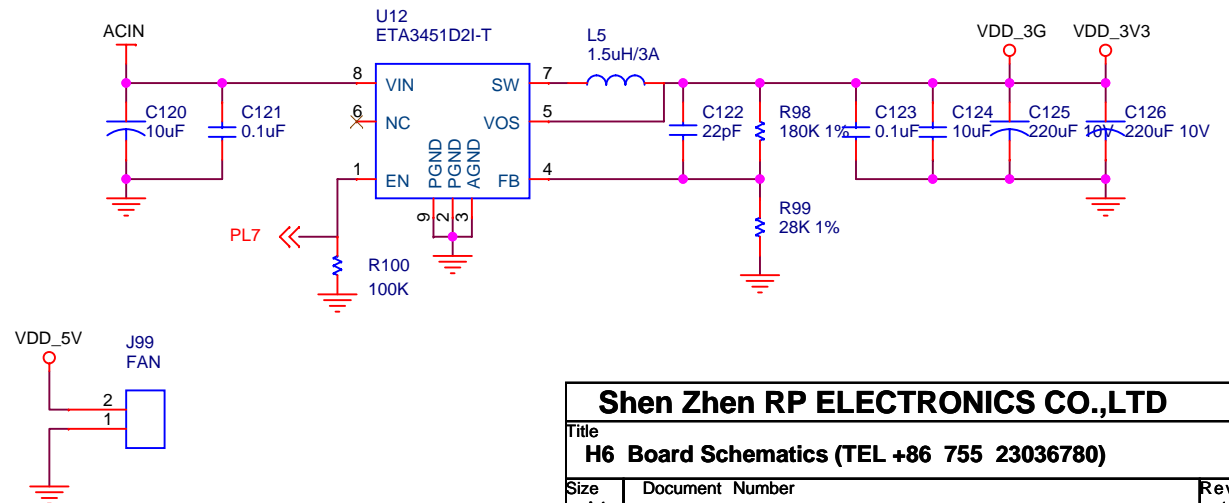 U12
ETA3451D2I-T
ACIN
L5
1.5uH/3A
VDD_3G
VDD_3V3
8
VIN
SW
7
6
NC
VOS
5
1
EN
FB
4
PGND
PGND
AGND
9
2
3
C120
10uF
C121
0.1uF
C122
22pF
R98
180K 1%
C123
0.1uF
C124
10uF
C125
220uF 10V
C126
220uF 10V
R99
28K 1%
PL7
R100
100K
VDD_5V
J99
FAN
2
1
Shen Zhen RP ELECTRONICS CO.,LTD
Title
H6 Board Schematics (TEL +86 755 23036780)
Size
Document Number
Rev